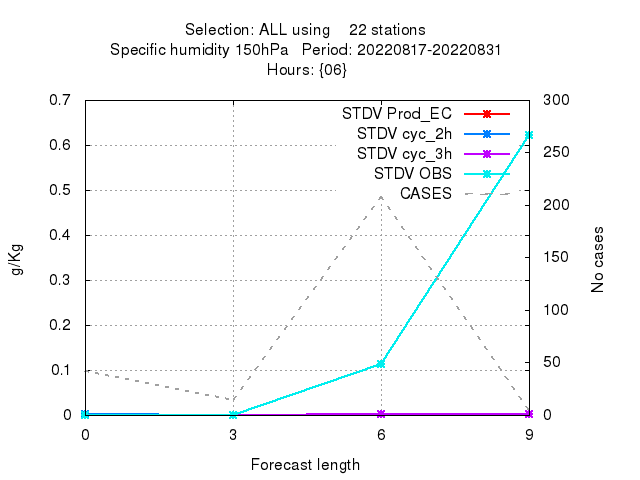 Selection: ALL using 22 stations
Specific humidity 150hPa Period: 20220817-20220831
Hours: {06}
STDV Prod_EC
STDV cyc_2h
STDV cyc_3h
STDV OBS
CASES
g/Kg
0.7
0.6
0.5
0.4
0.3
0.2
0.1
0
300
250
200
150
100
50
0
No cases
0 3 6 9
Forecast length